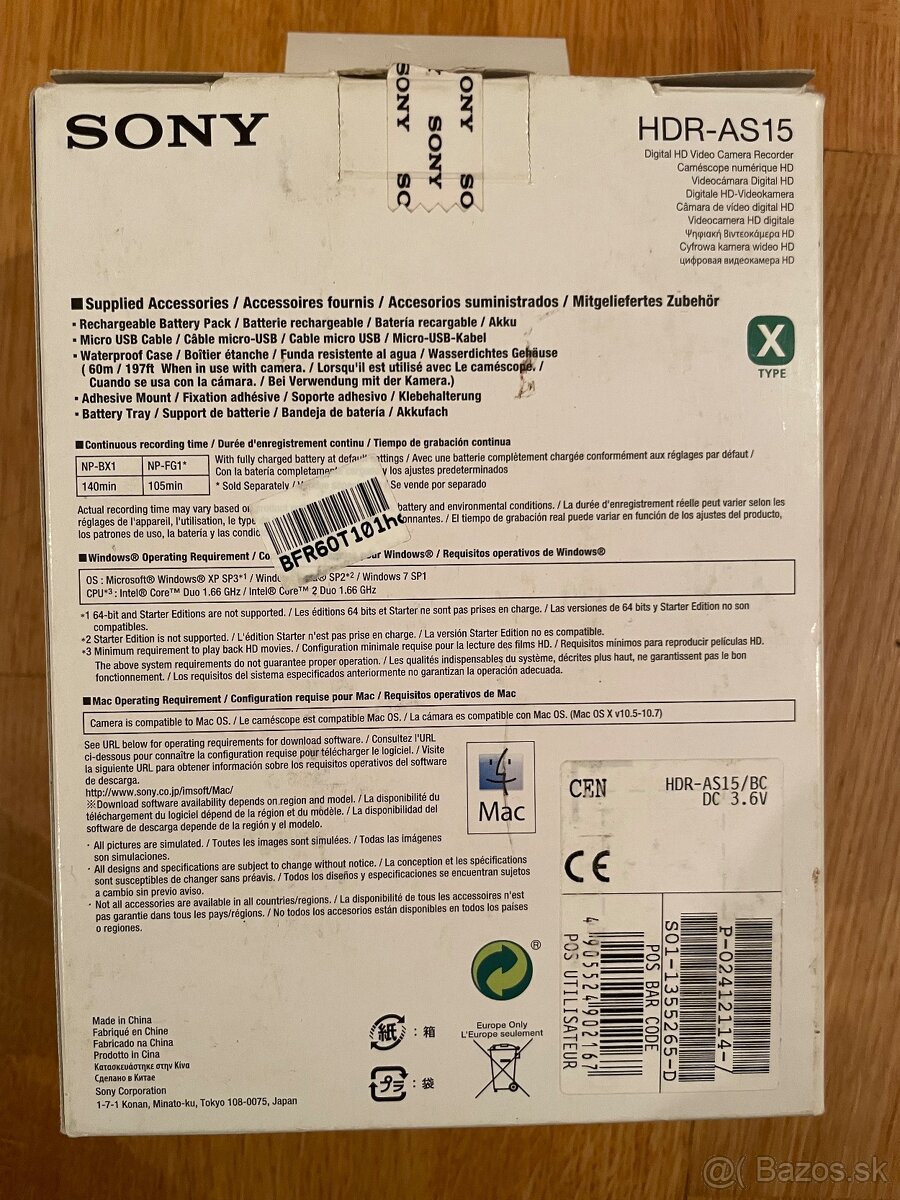 SONY
SONY SONY SONY
HDR-AS15
Digital HD Video Camera Recorder
Caméscope numérique HD
Videocámara Digital HD
Digitale HD-Videokamera
Câmara de vídeo digital HD
Videocamera HD digitale
Ψηφιακή Βιντεοκάμερα HD
Cyfrowa kamera wideo HD
цифровая видеокамера HD
■Supplied Accessories / Accessoires fournis / Accesorios suministrados / Mitgeliefertes Zubehör
· Rechargeable Battery Pack / Batterie rechargeable / Batería recargable / Akku
· Micro USB Cable / Câble micro-USB / Cable micro USB / Micro-USB-Kabel
· Waterproof Case / Boîtier étanche / Funda resistente al agua / Wasserdichtes Gehäuse
( 60m / 197ft When in use with camera. / Lorsqu'il est utilisé avec Le caméscope. /
Cuando se usa con la cámara. / Bei Verwendung mit der Kamera.)
· Adhesive Mount / Fixation adhésive / Soporte adhesivo / Klebehalterung
· Battery Tray / Support de batterie / Bandeja de batería / Akkufach
X
TYPE
■Continuous recording time / Durée d'enregistrement continu / Tiempo de grabación continua
NP-BX1 NP-FG1*
140min 105min
With fully charged battery at default settings / Avec une batterie complètement chargée conformément aux réglages par défaut /
Con la batería completamen y los ajustes predeterminados
* Sold Separately / Se vende por separado
Actual recording time may vary based on battery and environmental conditions. / La durée d'enregistrement réelle peut varier selon les
réglages de l'appareil, l'utilisation, le type onnantes. / El tiempo de grabación real puede variar en función de los ajustes del producto,
los patrones de uso, la batería y las condic
BFR60T101h
■Windows® Operating Requirement / Co our Windows® / Requisitos operativos de Windows®
OS : Microsoft® Windows® XP SP3*1 / Windo SP2*2 / Windows 7 SP1
CPU*3 : Intel® Core™ Duo 1.66 GHz / Intel® Core™ 2 Duo 1.66 GHz
*1 64-bit and Starter Editions are not supported. / Les éditions 64 bits et Starter ne sont pas prises en charge. / Las versiones de 64 bits y Starter Edition no son
compatibles.
*2 Starter Edition is not supported. / L'édition Starter n'est pas prise en charge. / La versión Starter Edition no es compatible.
*3 Minimum requirement to play back HD movies. / Configuration minimale requise pour la lecture des films HD. / Requisitos mínimos para reproducir películas HD.
The above system requirements do not guarantee proper operation. / Les qualités indispensables du système, décrites plus haut, ne garantissent pas le bon
fonctionnement. / Los requisitos del sistema especificados anteriormente no garantizan la operación adecuada.
■Mac Operating Requirement / Configuration requise pour Mac / Requisitos operativos de Mac
Camera is compatible to Mac OS. / Le caméscope est compatible Mac OS. / La cámara es compatible con Mac OS. (Mac OS X v10.5-10.7)
See URL below for operating requirements for download software. / Consultez l'URL
ci-dessous pour connaître la configuration requise pour télécharger le logiciel. / Visite
la siguiente URL para obtener información sobre los requisitos operativos del software
de descarga.
http://www.sony.co.jp/imsoft/Mac/
※Download software availability depends on region and model. / La disponibilité du
téléchargement du logiciel dépend de la région et du modèle. / La disponibilidad del
software de descarga depende de la región y el modelo.
· All pictures are simulated. / Toutes les images sont simulées. / Todas las imágenes
son simulaciones.
· All designs and specifications are subject to change without notice. / La conception et les spécifications
sont susceptibles de changer sans préavis. / Todos los diseños y especificaciones se encuentran sujetos
a cambio sin previo aviso.
· Not all accessories are available in all countries/regions. / La disponibilité de tous les accessoires n'est
pas garantie dans tous les pays/régions. / No todos los accesorios están disponibles en todos los países
o regiones.
Mac
CEN HDR-AS15/BC
DC 3.6V
CE
4 905524 902167
POS BAR CODE
POS UTILISATEUR
S01-1355265-D
P-02412114-
®
Made in China
Fabriqué en Chine
Fabricado na China
Prodotto in Cina
Κατασκευάστηκε στην Κίνα
Сделано в Китае
Sony Corporation
1-7-1 Konan, Minato-ku, Tokyo 108-0075, Japan
紙 : 箱
プラ : 袋
Europe Only
L'Europe seulement
@( Bazos.sk